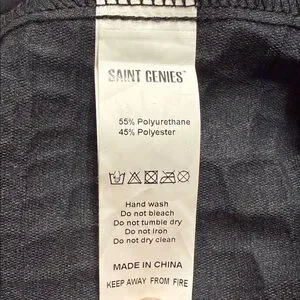 SAINT GENIES
55% Polyurethane
45% Polyester
Hand wash
Do not bleach
Do not tumble dry
Do not iron
Do not dry clean
MADE IN CHINA
KEEP AWAY FROM FIRE